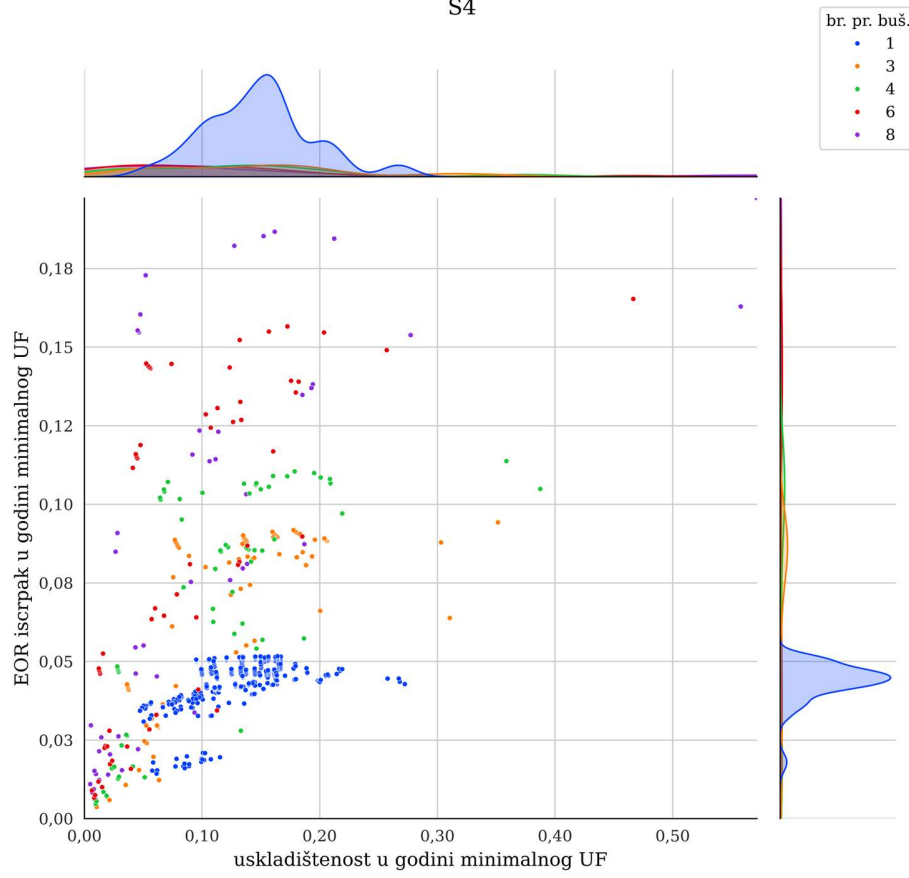 S4
br. pr. buš.
1
3
4
6
8
EOR iscrpak u godini minimalnog UF
0,18
0,15
0,12
0,10
0,08
0,05
0,03
0,00
0,00 0,10 0,20 0,30 0,40 0,50
uskladištenost u godini minimalnog UF